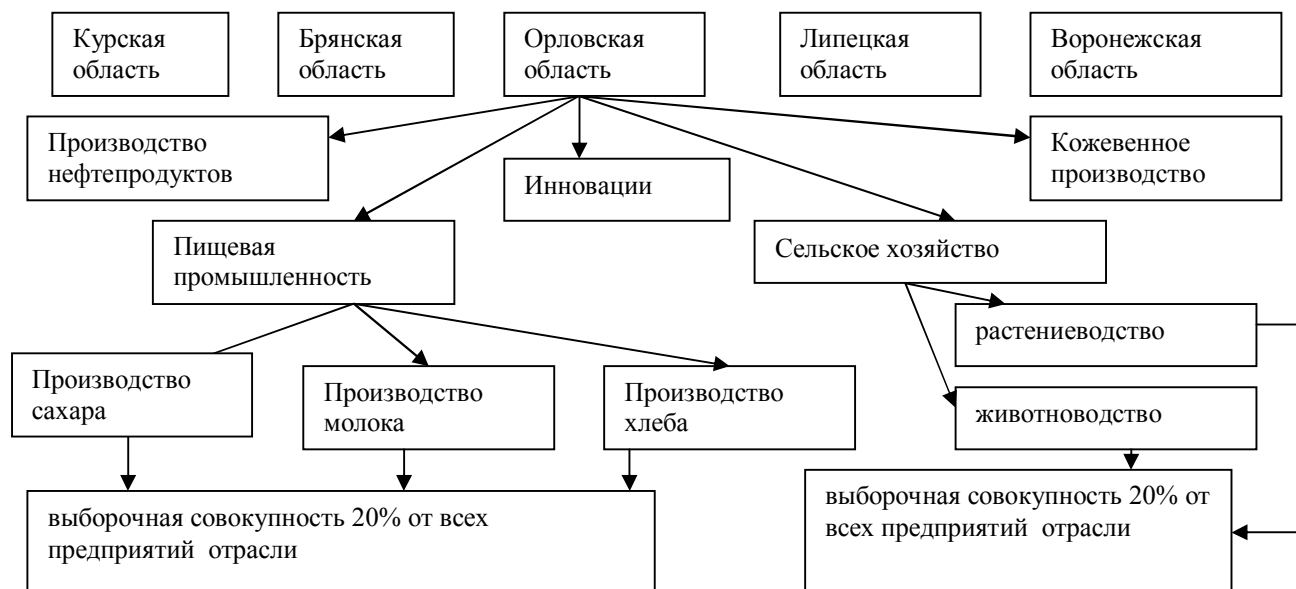 Курская
область
Брянская
область
Орловская
область
Липецкая
область
Воронежская
область
Производство
нефтепродуктов
Инновации
Кожевенное
производство
Пищевая
промышленность
Сельское хозяйство
растениеводство
Производство
сахара
Производство
молока
Производство
хлеба
животноводство
выборочная совокупность 20% от всех
предприятий отрасли
выборочная совокупность 20% от
всех предприятий отрасли